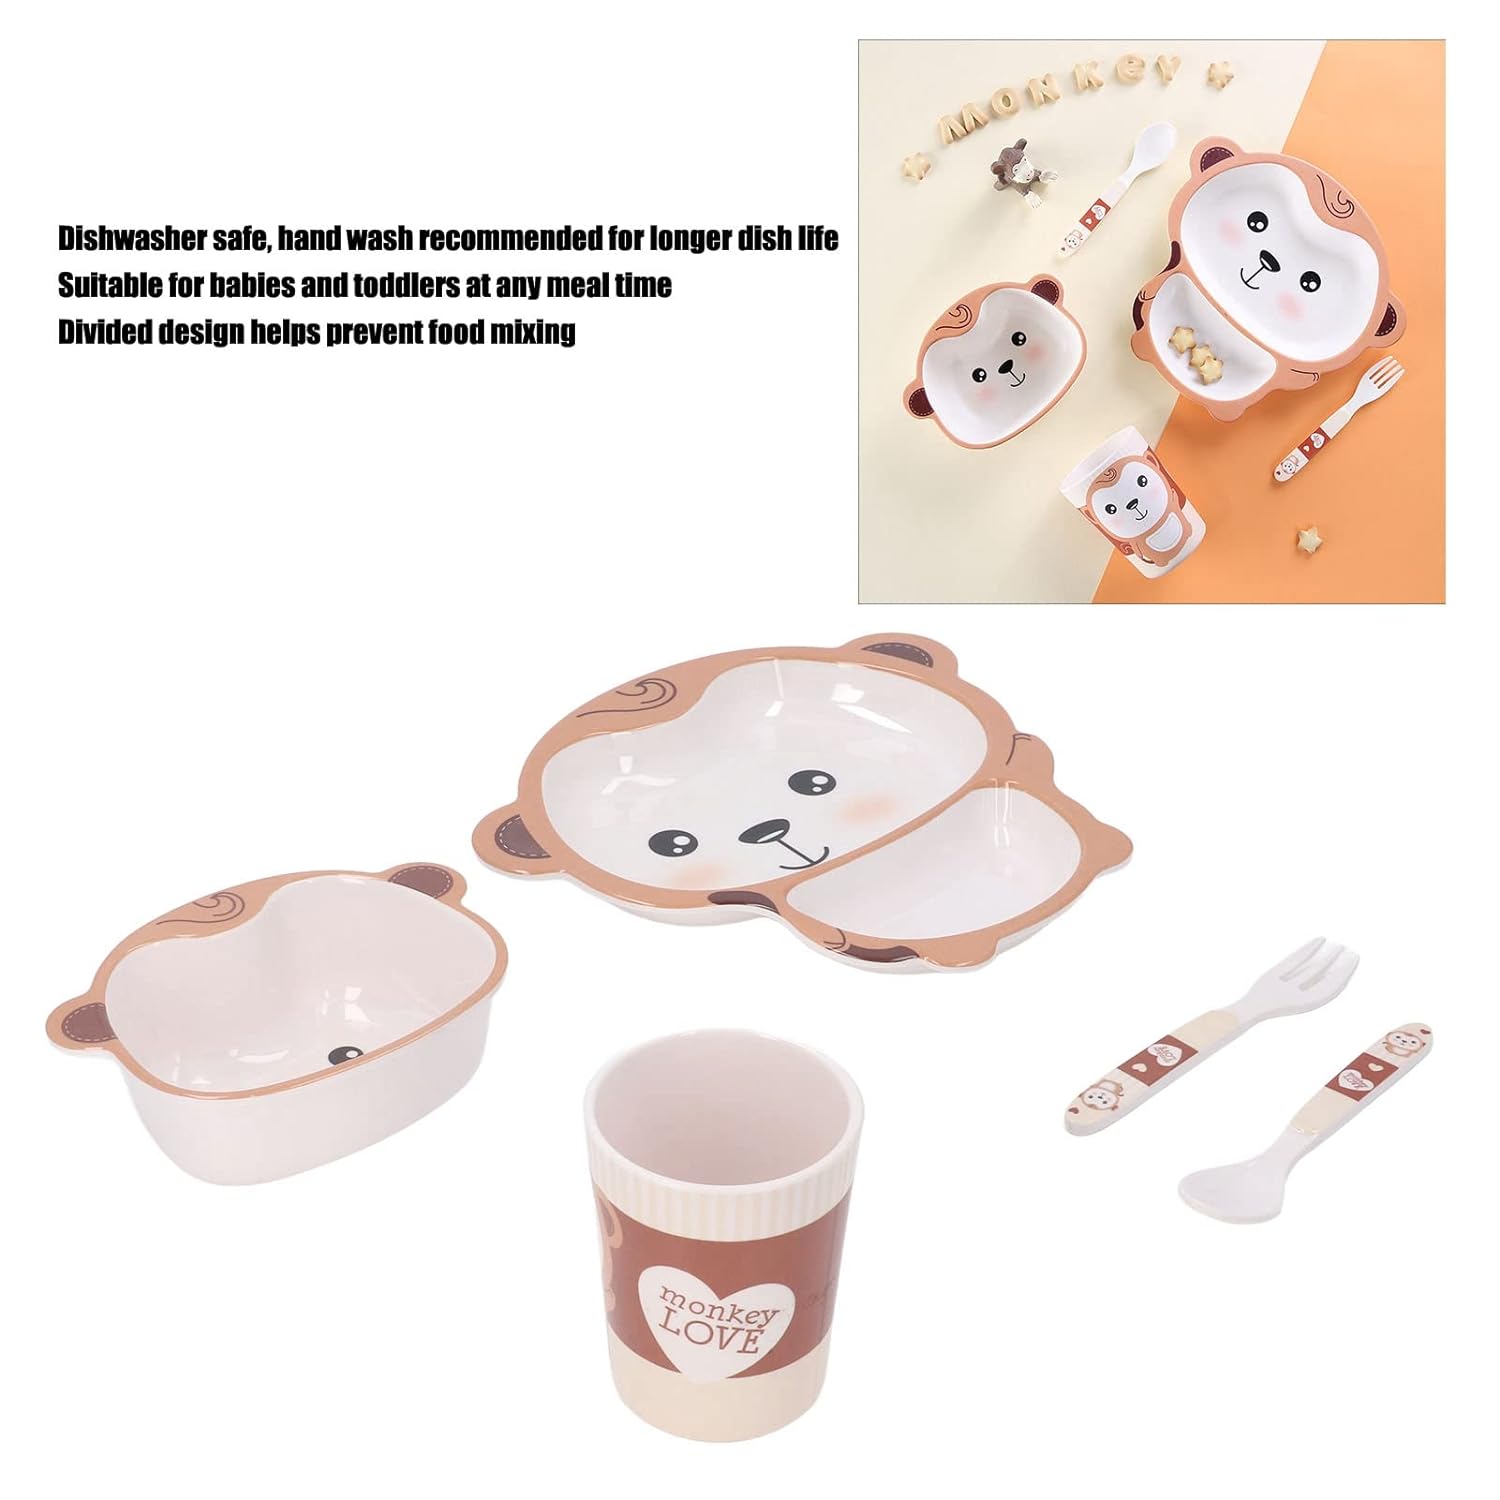 Dishwasher safe, hand wash recommended for longer dish life
Suitable for babies and toddlers at any meal time
Divided design helps prevent food mixing
MONKEY
monkey
LOVE